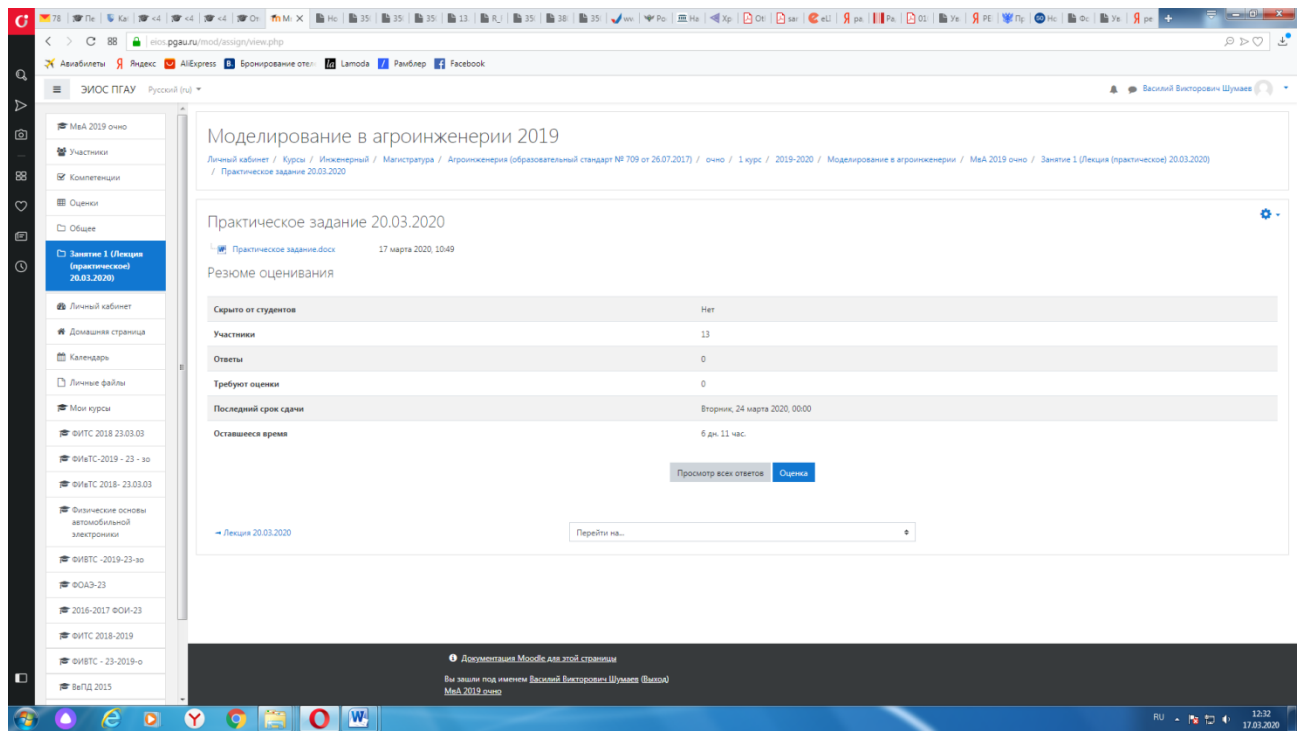 eios.pgau.ru/mod/assign/view.php
Авиабилеты Яндекс AliExpress Бронирование отел Lamoda Рамблер Facebook
ЭИОС ПГАУ Русский (ru)
Василий Викторович Шумаев
МвА 2019 очно
Участники
Компетенции
Оценки
Общее
Занятие 1 (Лекция
(практическое)
20.03.2020)
Личный кабинет
Домашняя страница
Календарь
Личные файлы
Мои курсы
ФИТС 2018 23.03.03
ФИвТС-2019 - 23 - зо
ФИвТС 2018- 23.03.03
Физические основы
автомобильной
электроники
ФИВТС -2019-23-зо
ФОАЭ-23
2016-2017 ФОИ-23
ФИТС 2018-2019
ФИВТС - 23-2019-о
ВвПД 2015
Моделирование в агроинженерии 2019
Личный кабинет / Курсы / Инженерный / Магистратура / Агроинженерия (образовательный стандарт № 709 от 26.07.2017) / очно / 1 курс / 2019-2020 / Моделирование в агроинженерии / МвА 2019 очно / Занятие 1 (Лекция (практическое) 20.03.2020)
/ Практическое задание 20.03.2020
Практическое задание 20.03.2020
Практическое задание.docx 17 марта 2020, 10:49
Резюме оценивания
Скрыто от студентов Нет
Участники 13
Ответы 0
Требуют оценки 0
Последний срок сдачи Вторник, 24 марта 2020, 00:00
Оставшееся время 6 дн. 11 час.
Просмотр всех ответов Оценка
→ Лекция 20.03.2020 Перейти на...
Документация Moodle для этой страницы
Вы зашли под именем Василий Викторович Шумаев (Выход)
МвА 2019 очно
RU 12:32
17.03.2020